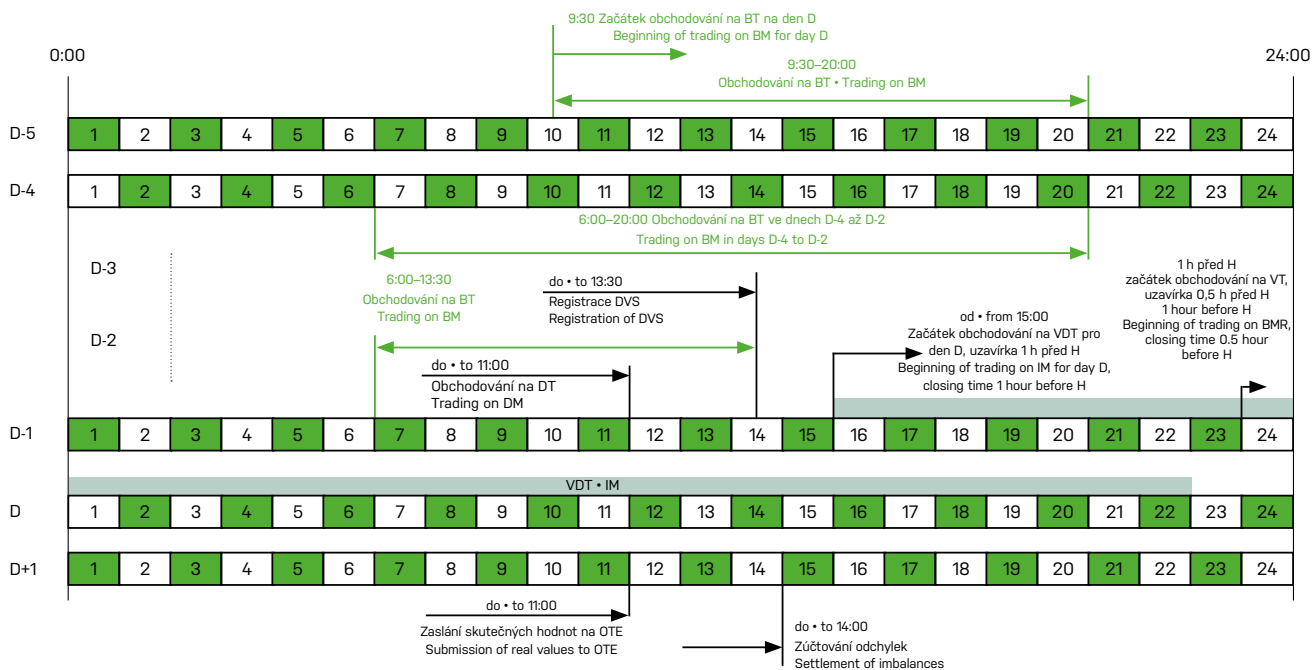 9:30 Začátek obchodování na BT na den D
Beginning of trading on BM for day D
0:00
24:00
9:30–20:00
Obchodování na BT • Trading on BM
D-5
1 2 3 4 5 6 7 8 9 10 11 12 13 14 15 16 17 18 19 20 21 22 23 24
D-4
1 2 3 4 5 6 7 8 9 10 11 12 13 14 15 16 17 18 19 20 21 22 23 24
6:00–20:00 Obchodování na BT ve dnech D-4 až D-2
Trading on BM in days D-4 to D-2
D-3
D-2
6:00–13:30
Obchodování na BT
Trading on BM
do • to 13:30
Registrace DVS
Registration of DVS
do • to 11:00
Obchodování na DT
Trading on DM
od • from 15:00
Začátek obchodování na VDT pro
den D, uzavírka 1 h před H
Beginning of trading on IM for day D,
closing time 1 hour before H
1 h před H
začátek obchodování na VT,
uzavírka 0,5 h před H
1 hour before H
Beginning of trading on BMR,
closing time 0.5 hour
before H
D-1
1 2 3 4 5 6 7 8 9 10 11 12 13 14 15 16 17 18 19 20 21 22 23 24
VDT • IM
D
1 2 3 4 5 6 7 8 9 10 11 12 13 14 15 16 17 18 19 20 21 22 23 24
D+1
1 2 3 4 5 6 7 8 9 10 11 12 13 14 15 16 17 18 19 20 21 22 23 24
do • to 11:00
Zaslání skutečných hodnot na OTE
Submission of real values to OTE
do • to 14:00
Zúčtování odchylek
Settlement of imbalances